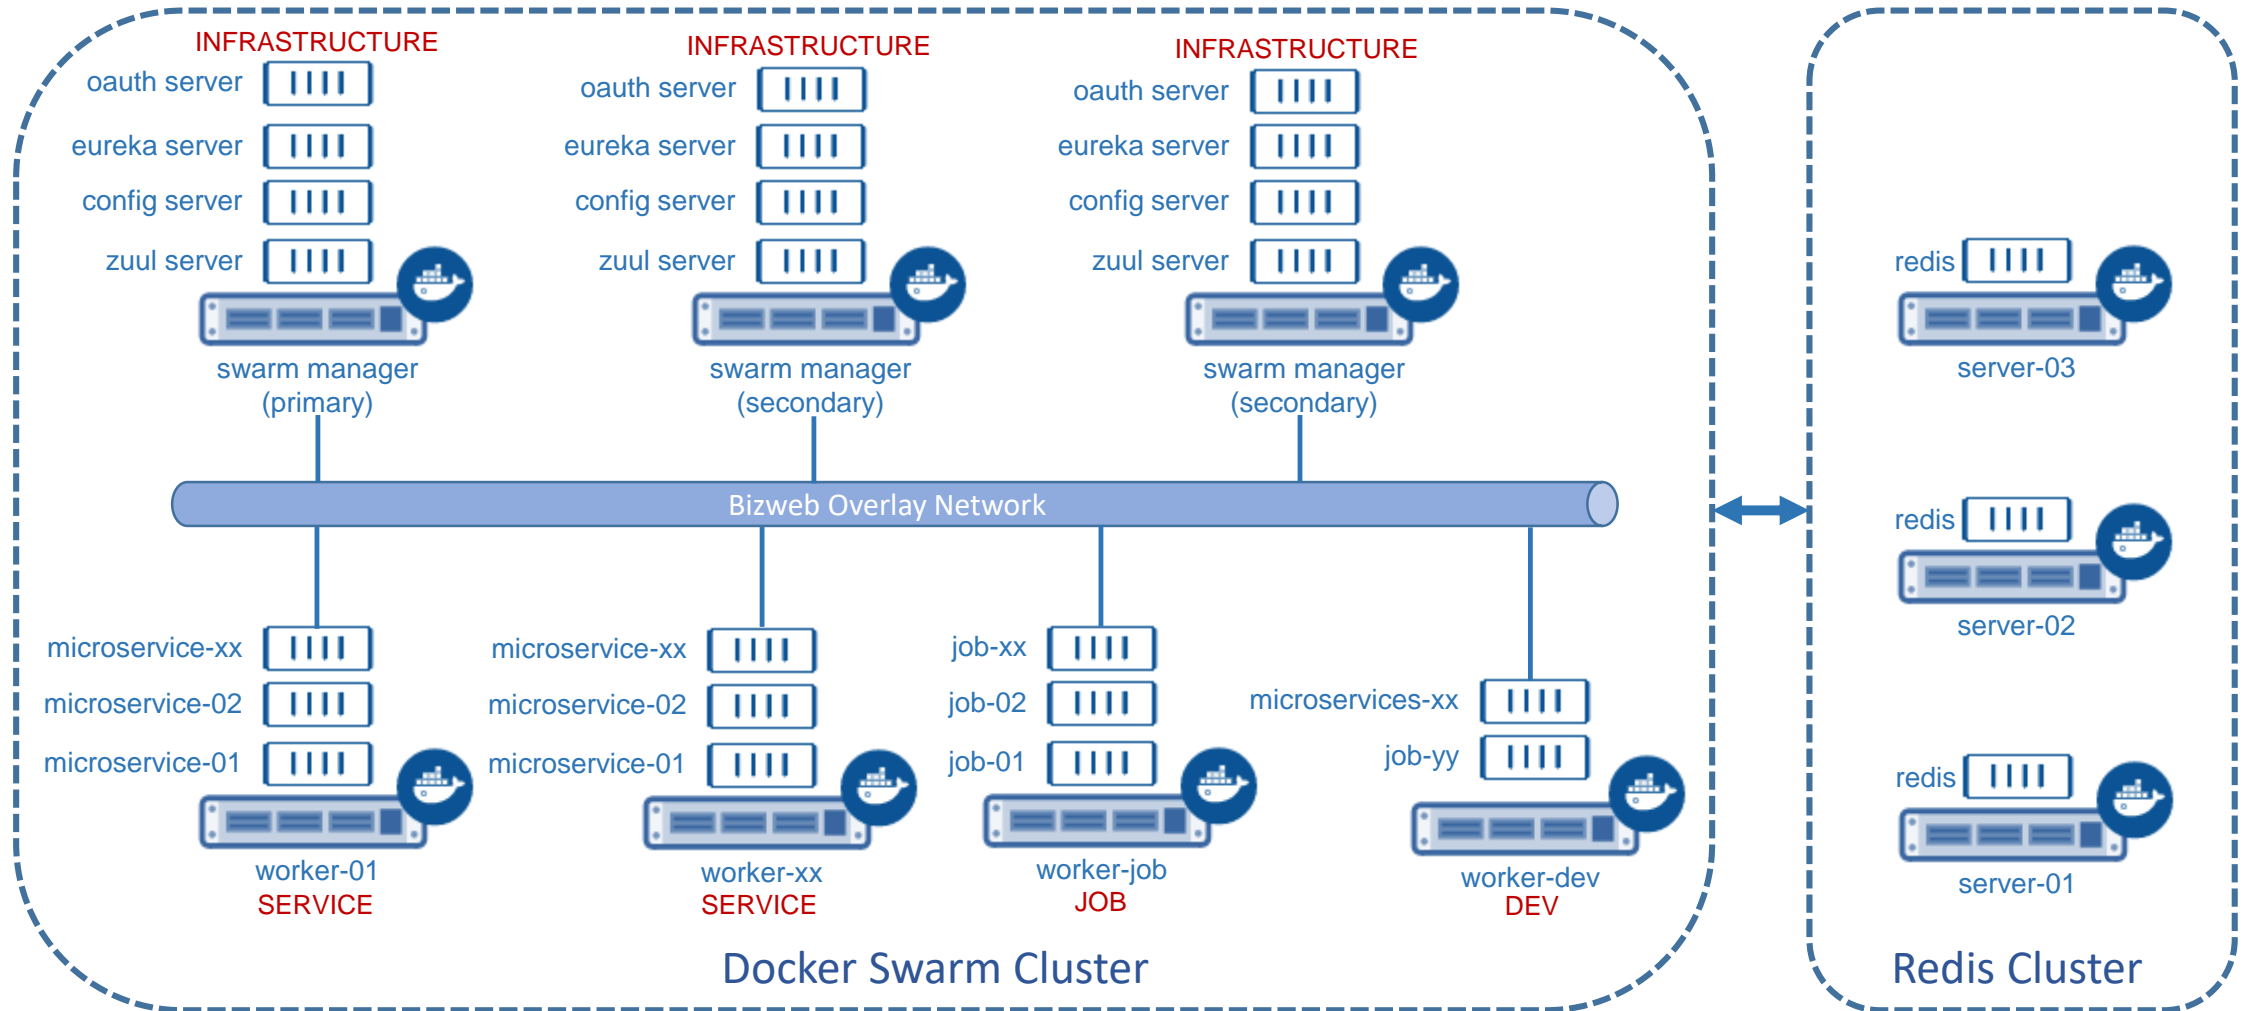 INFRASTRUCTURE
oauth server
eureka server
config server
zuul server
swarm manager
(primary)
INFRASTRUCTURE
oauth server
eureka server
config server
zuul server
swarm manager
(secondary)
INFRASTRUCTURE
oauth server
eureka server
config server
zuul server
swarm manager
(secondary)
Bizweb Overlay Network
microservice-xx
microservice-02
microservice-01
worker-01
SERVICE
microservice-xx
microservice-02
microservice-01
worker-xx
SERVICE
job-xx
job-02
job-01
worker-job
JOB
microservices-xx
job-yy
worker-dev
DEV
Docker Swarm Cluster
redis
server-03
redis
server-02
redis
server-01
Redis Cluster